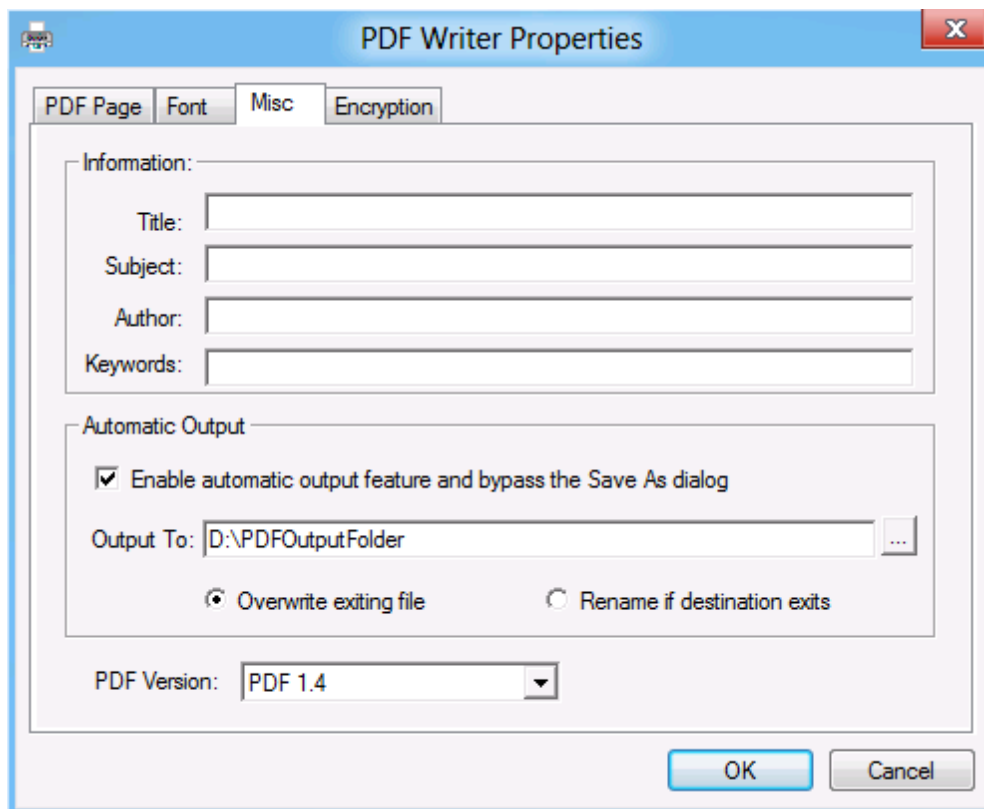 PDF Writer Properties
x
PDF Page Font Misc Encryption
Information:
Title:
Subject:
Author:
Keywords:
Automatic Output
Enable automatic output feature and bypass the Save As dialog
Output To: D:\PDFOutputFolder ...
Overwrite exiting file Rename if destination exits
PDF Version: PDF 1.4
OK Cancel